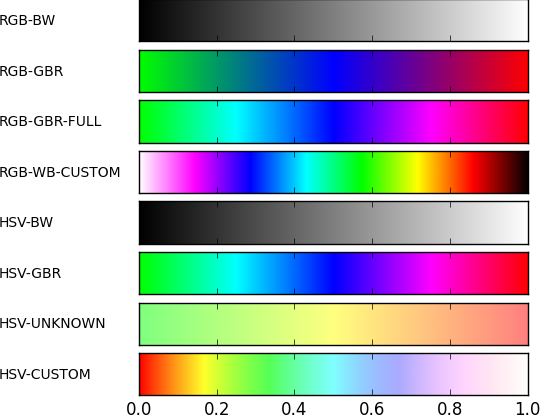 RGB-BW
RGB-GBR
RGB-GBR-FULL
RGB-WB-CUSTOM
HSV-BW
HSV-GBR
HSV-UNKNOWN
HSV-CUSTOM
0.0 0.2 0.4 0.6 0.8 1.0